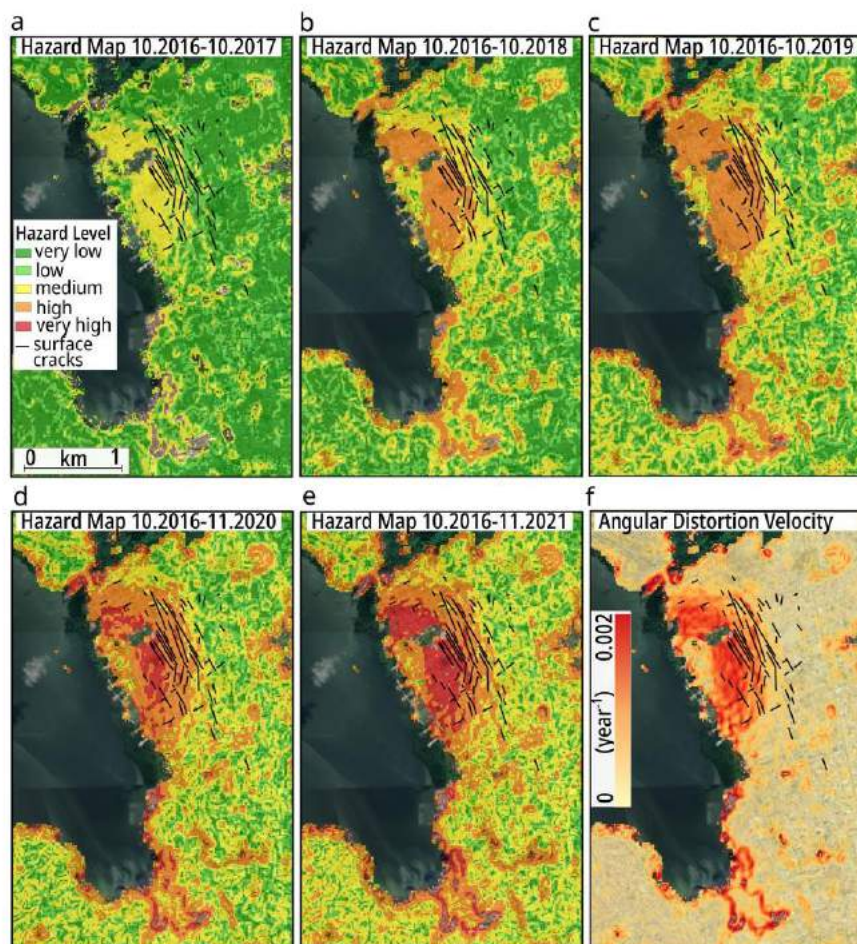 a
Hazard Map 10.2016-10.2017
b
Hazard Map 10.2016-10.2018
c
Hazard Map 10.2016-10.2019
Hazard Level
very low
low
medium
high
very high
surface
cracks
0 km 1
d
Hazard Map 10.2016-11.2020
e
Hazard Map 10.2016-11.2021
f
Angular Distortion Velocity
0 (year⁻¹) 0.002